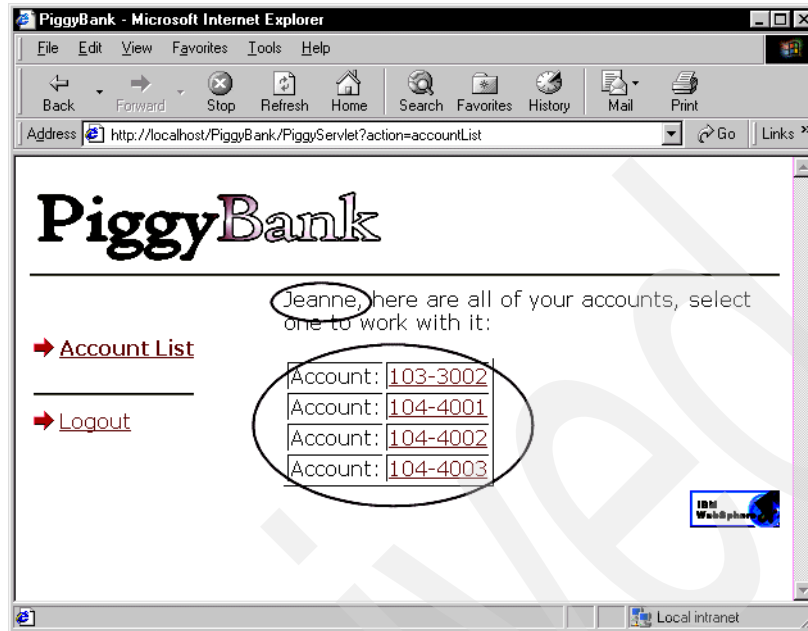 PiggyBank - Microsoft Internet Explorer
File Edit View Favorites Tools Help
Back Forward Stop Refresh Home Search Favorites History Mail Print
Address http://localhost/PiggyBank/PiggyServlet?action=accountList Go Links »
PiggyBank
Jeanne, here are all of your accounts, select
one to work with it:
Account List
Account: 103-3002
Account: 104-4001
Logout
Account: 104-4002
Account: 104-4003
IBM
WebSphere
Local intranet